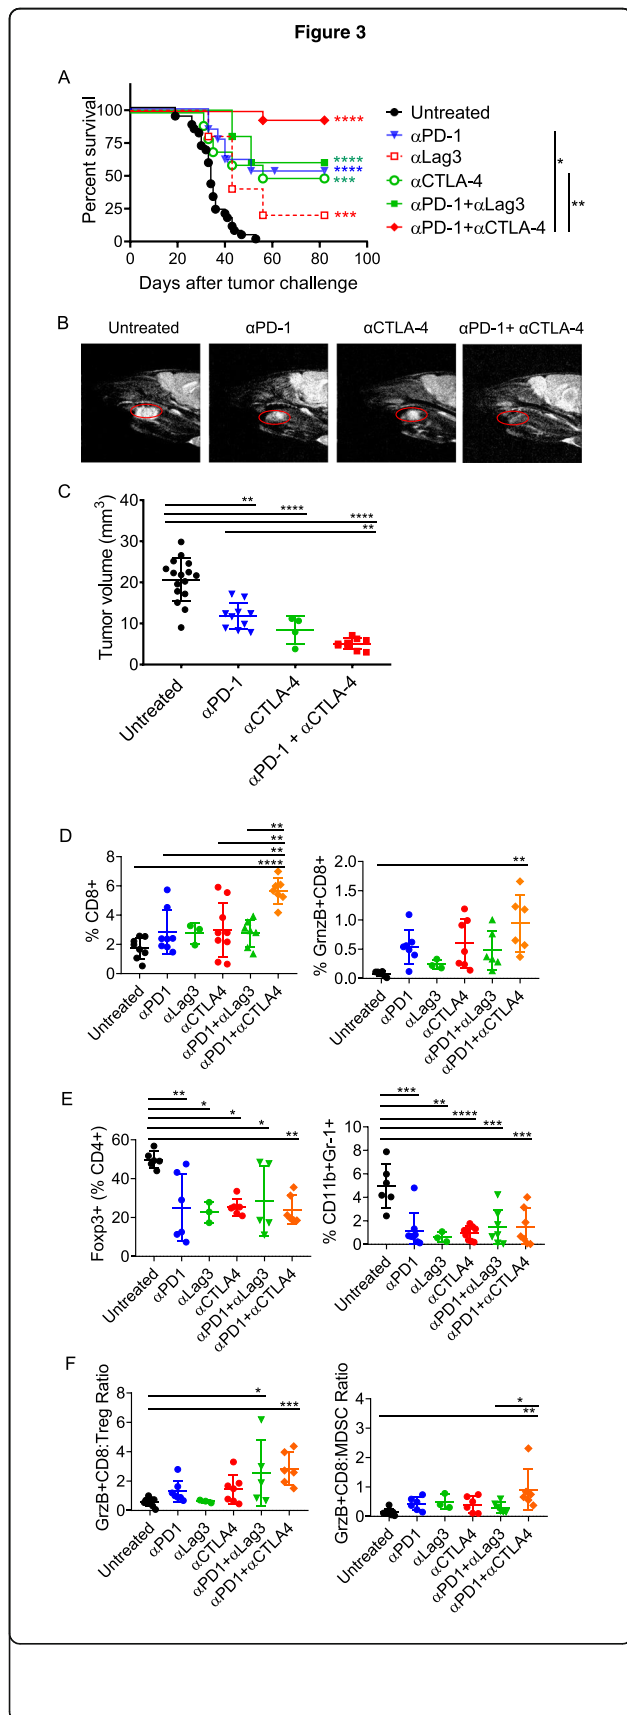 Figure 3
A
Percent survival
100
75
50
25
0
0 20 40 60 80 100
Days after tumor challenge
****
****
****
***
***
Untreated
αPD-1
αLag3
αCTLA-4
αPD-1+αLag3
αPD-1+αCTLA-4
*
**
B
Untreated αPD-1 αCTLA-4 αPD-1+ αCTLA-4
C
Tumor volume (mm³)
40
30
20
10
0
**
****
****
**
Untreated
αPD-1
αCTLA-4
αPD-1 + αCTLA-4
D
% CD8+
8
6
4
2
0
**
**
**
****
Untreated
αPD1
αLag3
αCTLA4
αPD1+αLag3
αPD1+αCTLA4
% GrnzB+CD8+
2.0
1.5
1.0
0.5
0.0
**
Untreated
αPD1
αLag3
αCTLA4
αPD1+αLag3
αPD1+αCTLA4
E
Foxp3+ (% CD4+)
60
40
20
0
**
*
*
*
**
Untreated
αPD1
αLag3
αCTLA4
αPD1+αLag3
αPD1+αCTLA4
% CD11b+Gr-1+
10
8
6
4
2
0
***
**
****
***
***
Untreated
αPD1
αLag3
αCTLA4
αPD1+αLag3
αPD1+αCTLA4
F
GrzB+CD8:Treg Ratio
8
6
4
2
0
*
***
Untreated
αPD1
αLag3
αCTLA4
αPD1+αLag3
αPD1+αCTLA4
GrzB+CD8:MDSC Ratio
4
3
2
1
0
*
**
Untreated
αPD1
αLag3
αCTLA4
αPD1+αLag3
αPD1+αCTLA4